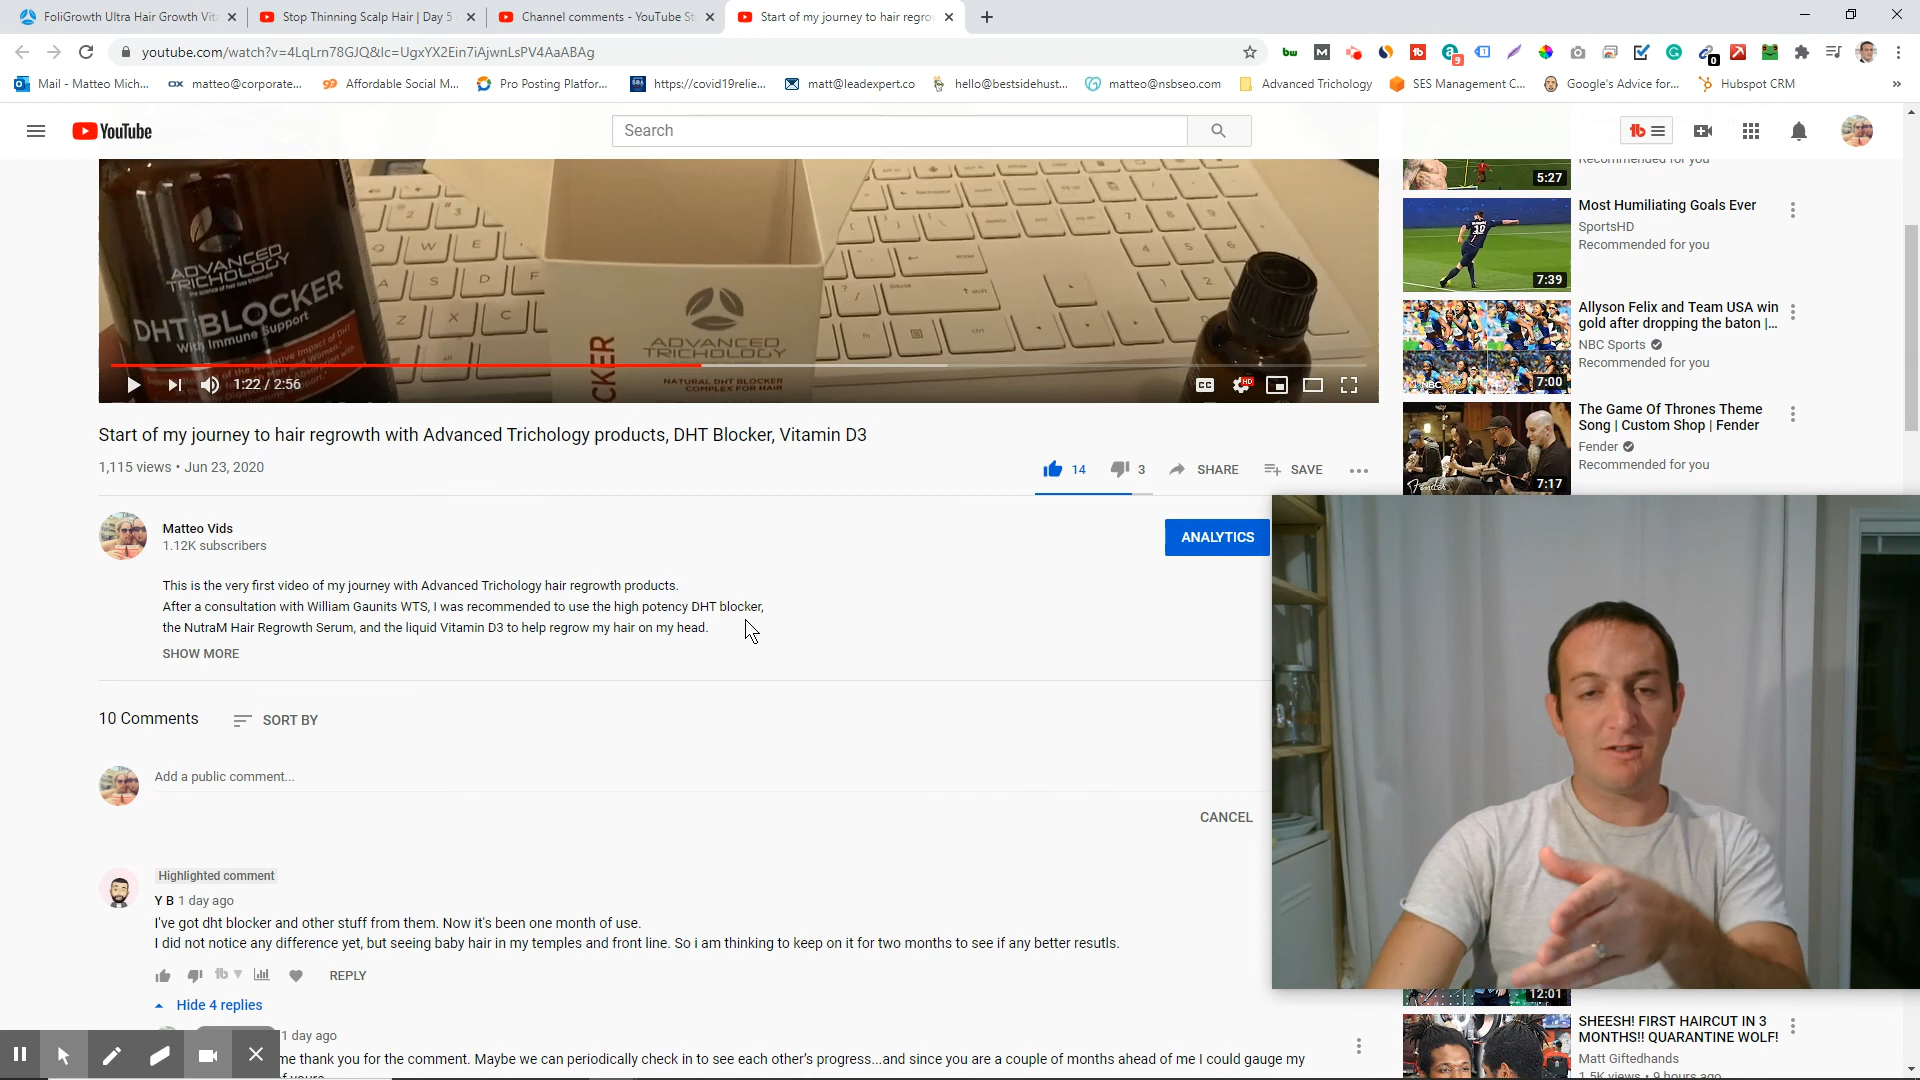 FoliGrowth Ultra Hair Growth Vit
Stop Thinning Scalp Hair | Day 5
Channel comments - YouTube St
Start of my journey to hair regro
youtube.com/watch?v=4LqLrn78GJQ&lc=UgxYX2Ein7iAjwnLsPV4AaABAg
Mail - Matteo Mich...
matteo@corporate...
Affordable Social M...
Pro Posting Platfor...
https://covid19relie...
matt@leadexpert.co
hello@bestsidehust...
matteo@nsbseo.com
Advanced Trichology
SES Management C...
Google's Advice for...
Hubspot CRM
YouTube
Search
ADVANCED
TRICHOLOGY
DHT BLOCKER
With Immune Support
CKER
ADVANCED
TRICHOLOGY
NATURAL DHT BLOCKER
COMPLEX FOR HAIR
1:22 / 2:56
Start of my journey to hair regrowth with Advanced Trichology products, DHT Blocker, Vitamin D3
1,115 views • Jun 23, 2020
14
3
SHARE
SAVE
Matteo Vids
1.12K subscribers
ANALYTICS
This is the very first video of my journey with Advanced Trichology hair regrowth products.
After a consultation with William Gaunits WTS, I was recommended to use the high potency DHT blocker,
the NutraM Hair Regrowth Serum, and the liquid Vitamin D3 to help regrow my hair on my head.
SHOW MORE
10 Comments
SORT BY
Add a public comment...
CANCEL
Highlighted comment
Y B 1 day ago
I've got dht blocker and other stuff from them. Now it's been one month of use.
I did not notice any difference yet, but seeing baby hair in my temples and front line. So i am thinking to keep on it for two months to see if any better resutls.
REPLY
Hide 4 replies
1 day ago
me thank you for the comment. Maybe we can periodically check in to see each other's progress...and since you are a couple of months ahead of me I could gauge my
Recommended for you
5:27
Most Humiliating Goals Ever
SportsHD
Recommended for you
7:39
Allyson Felix and Team USA win
gold after dropping the baton |...
NBC Sports
Recommended for you
7:00
The Game Of Thrones Theme
Song | Custom Shop | Fender
Fender
Recommended for you
7:17
12:01
SHEESH! FIRST HAIRCUT IN 3
MONTHS!! QUARANTINE WOLF!
Matt Giftedhands
1.5K views • 9 hours ago